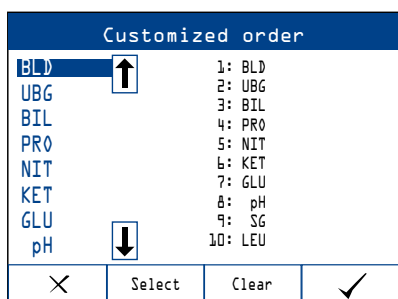 Customized order
BLD
UBG
BIL
PRO
NIT
KET
GLU
pH
1: BLD
2: UBG
3: BIL
4: PRO
5: NIT
6: KET
7: GLU
8: pH
9: SG
10: LEU
Select
Clear